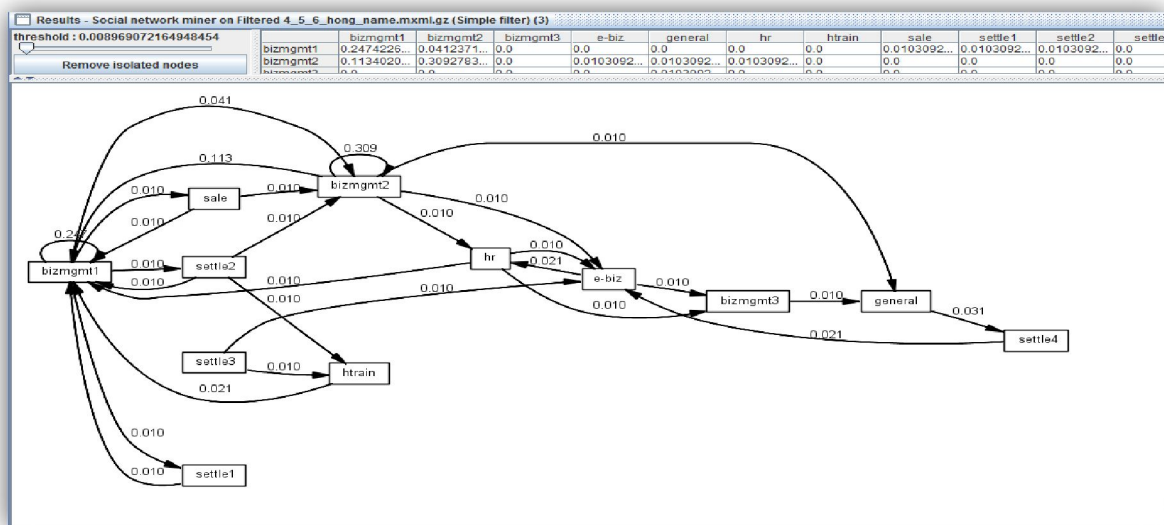 Results - Social network miner on Filtered 4_5_6_hong_name.mxml.gz (Simple filter) (3)
threshold : 0.008969072164948454
Remove isolated nodes
bizmgmt1 bizmgmt2 bizmgmt3 e-biz general hr htrain sale settle1 settle2 settle
bizmgmt1 0.2474226... 0.0412371... 0.0 0.0 0.0 0.0 0.0 0.0103092... 0.0103092... 0.0103092... 0.0
bizmgmt2 0.1134020... 0.3092783... 0.0 0.0103092... 0.0103092... 0.0103092... 0.0 0.0 0.0 0.0 0.0
0.041
0.010
0.309
0.113
bizmgmt2
0.010
sale
0.010
0.010
0.010
0.010
0.010
bizmgmt1
0.010
settle2
0.010
hr
0.010
0.021
e-biz
0.010
0.010
0.010
0.010
0.010
bizmgmt3
0.010
general
0.010
0.031
0.021
settle4
settle3
0.010
htrain
0.021
0.010
0.010
settle1